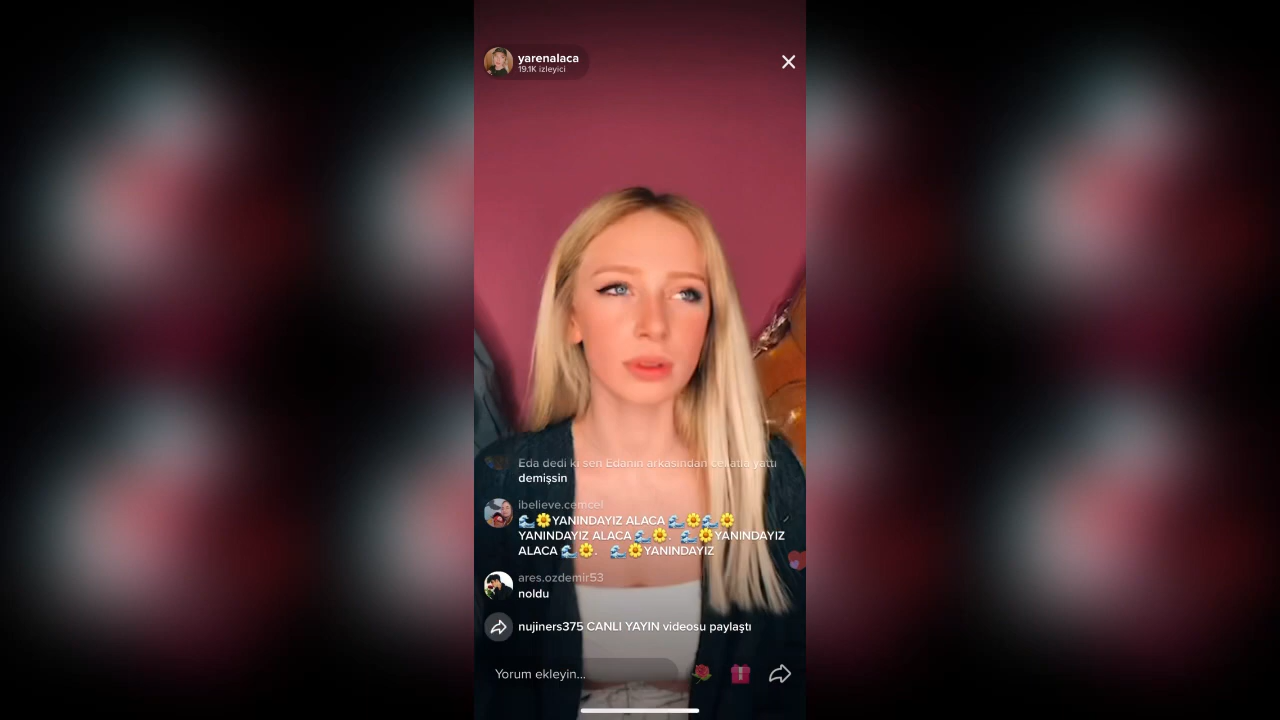 yarenalaca
19.1K izleyici
Eda dedi ki sen Edanın arkasından cellatla yattı
demişsin
ibelieve.cemcel
🌊🌼YANINDAYIZ ALACA 🌊🌼🌊🌼
YANINDAYIZ ALACA 🌊🌼. 🌊🌼YANINDAYIZ
ALACA 🌊🌼. 🌊🌼YANINDAYIZ
ares.ozdemir53
noldu
nujiners375 CANLI YAYIN videosu paylaştı
Yorum ekleyin...